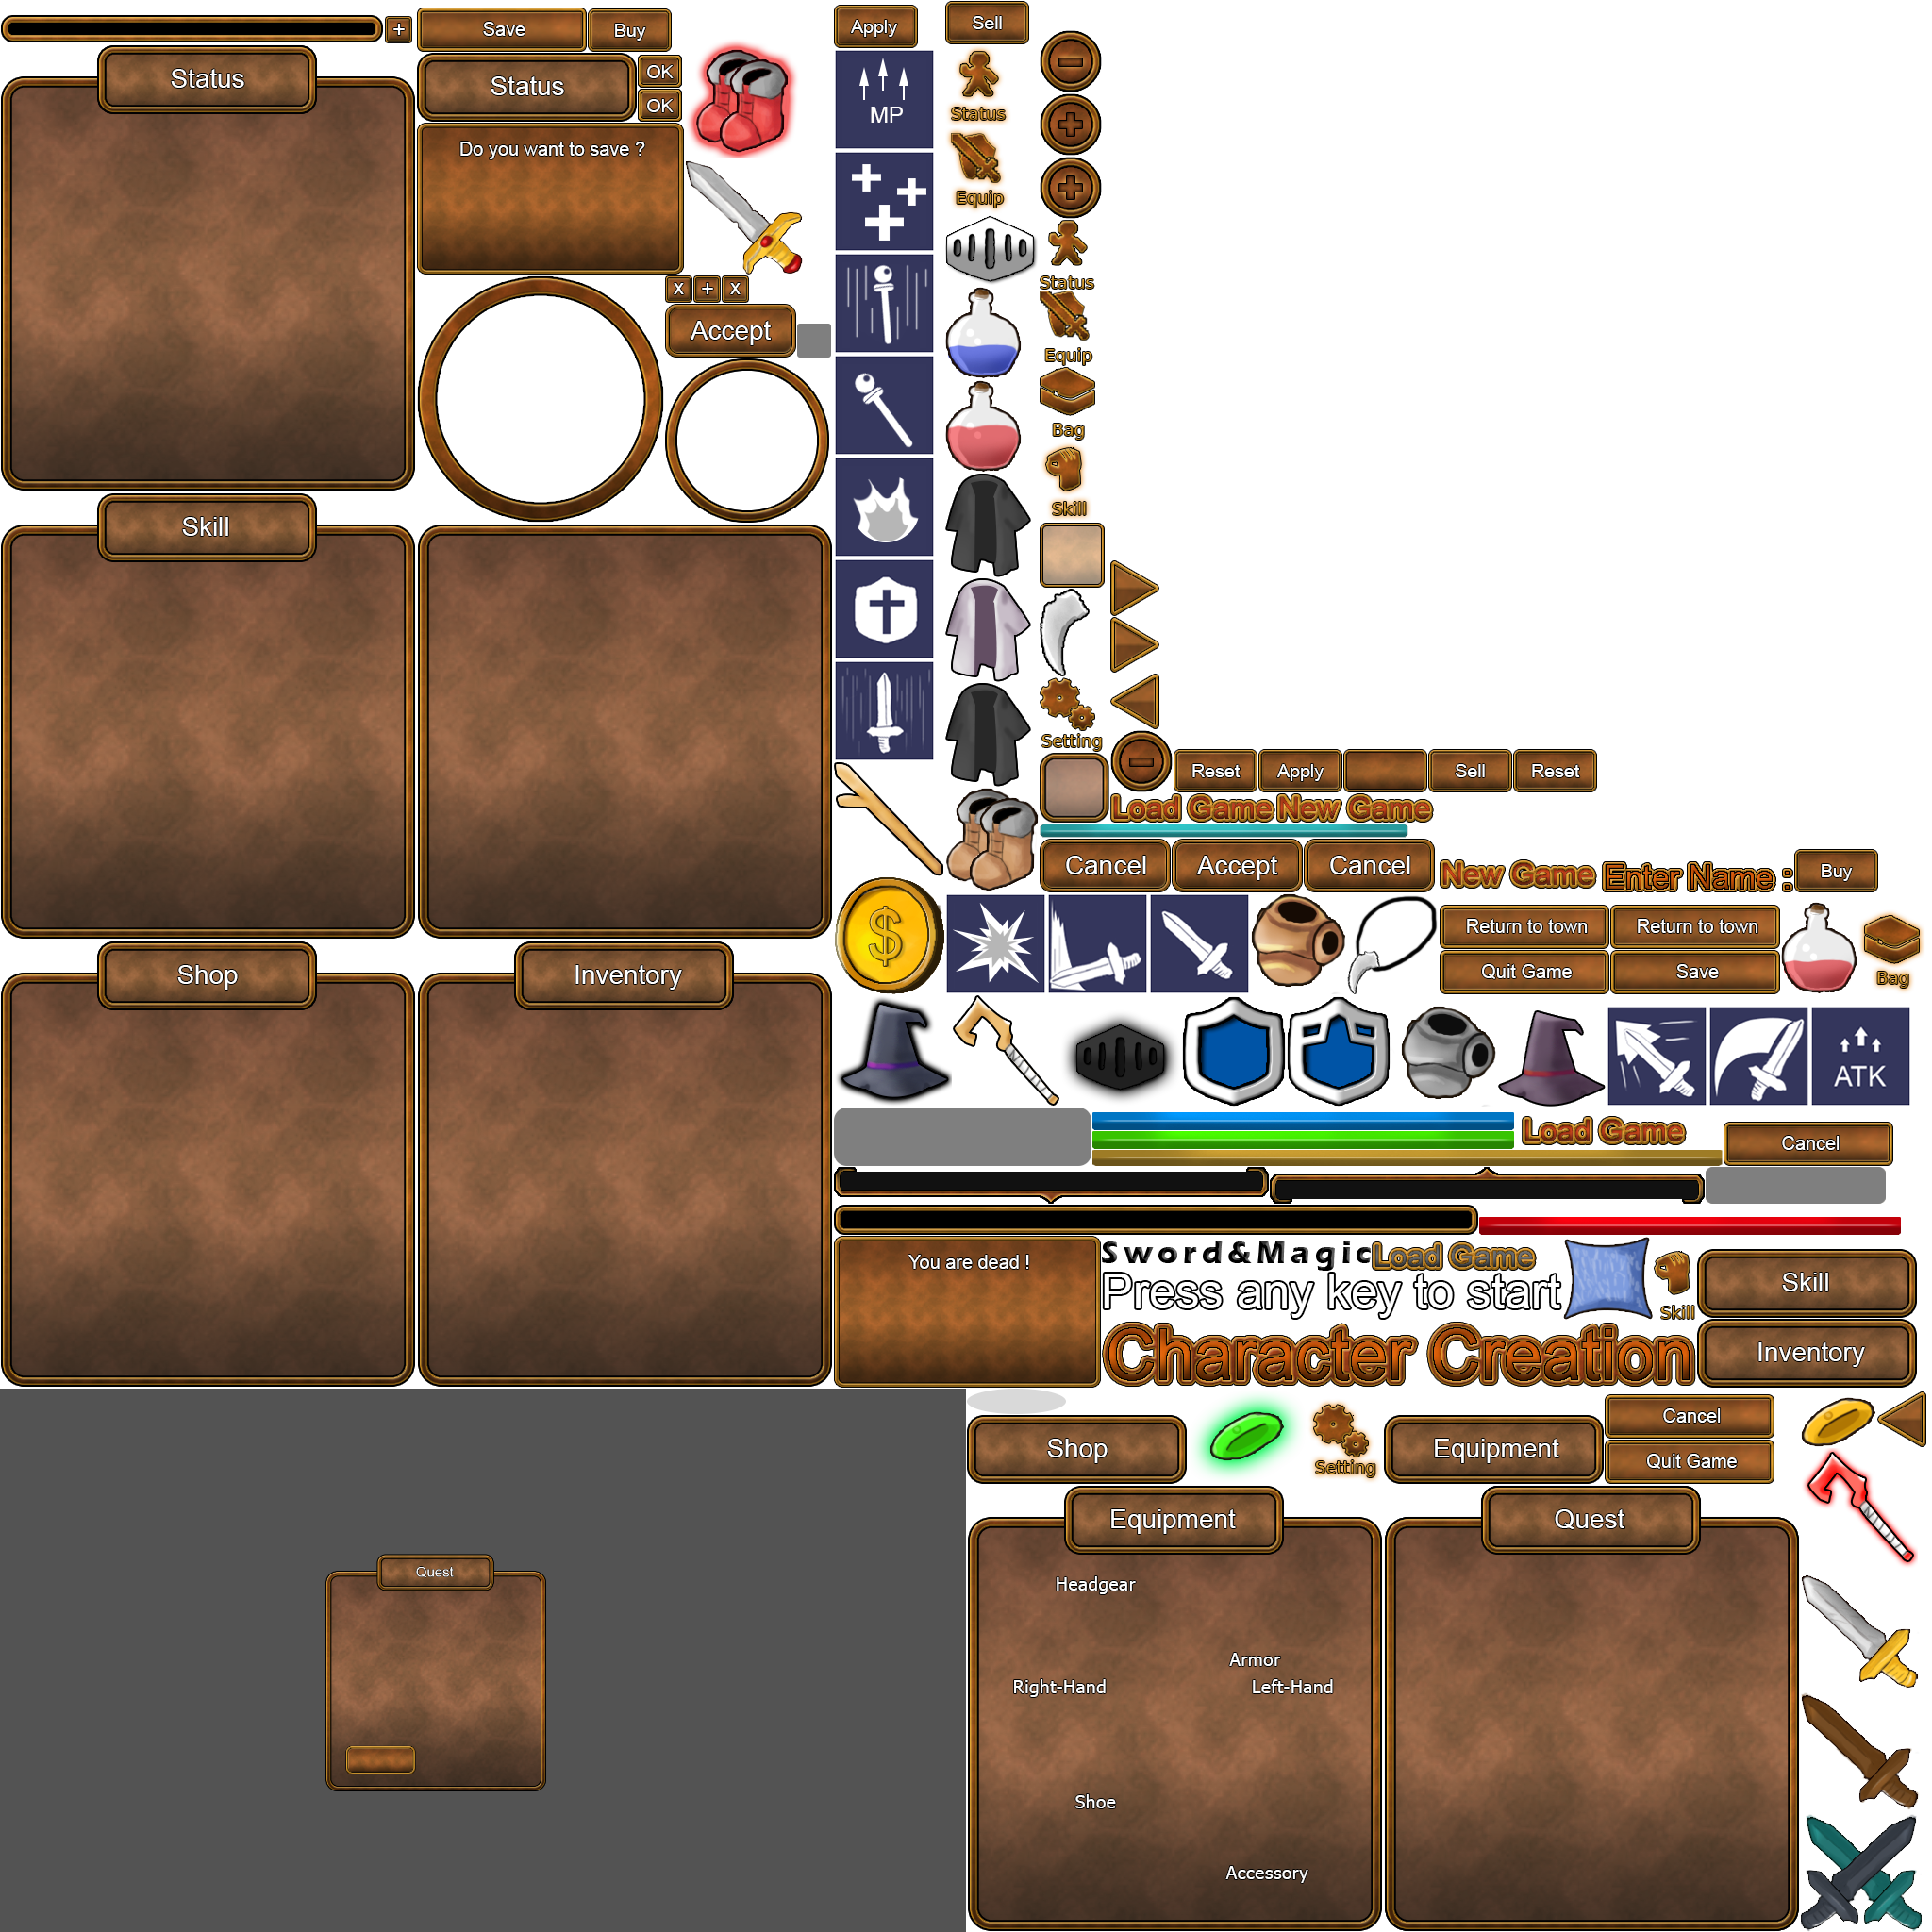 +
Save
Buy
Apply
Sell
Status
Status
OK
OK
MP
Status
Do you want to save ?
Equip
x + x
Accept
Status
Equip
Bag
Skill
Skill
Setting
Reset
Apply
Sell
Reset
Load Game
New Game
Cancel
Accept
Cancel
New Game
Enter Name :
Buy
$
Return to town
Return to town
Quit Game
Save
Bag
Shop
Inventory
ATK
Load Game
Cancel
You are dead !
Sword&Magic
Load Game
Press any key to start
Skill
Skill
Character Creation
Inventory
Shop
Setting
Equipment
Cancel
Quit Game
Equipment
Quest
Quest
Headgear
Armor
Right-Hand
Left-Hand
Shoe
Accessory